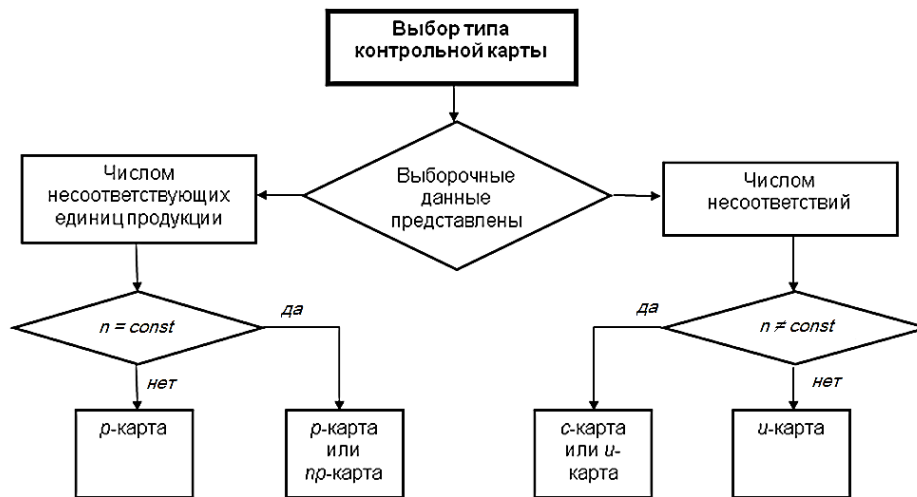 Выбор типа
контрольной карты
Выборочные
данные
представлены
Числом
несоответствующих
единиц продукции
Числом
несоответствий
n = const
да
нет
да
n ≠ const
нет
p-карта
p-карта
или
np-карта
c-карта
или u-
карта
u-карта